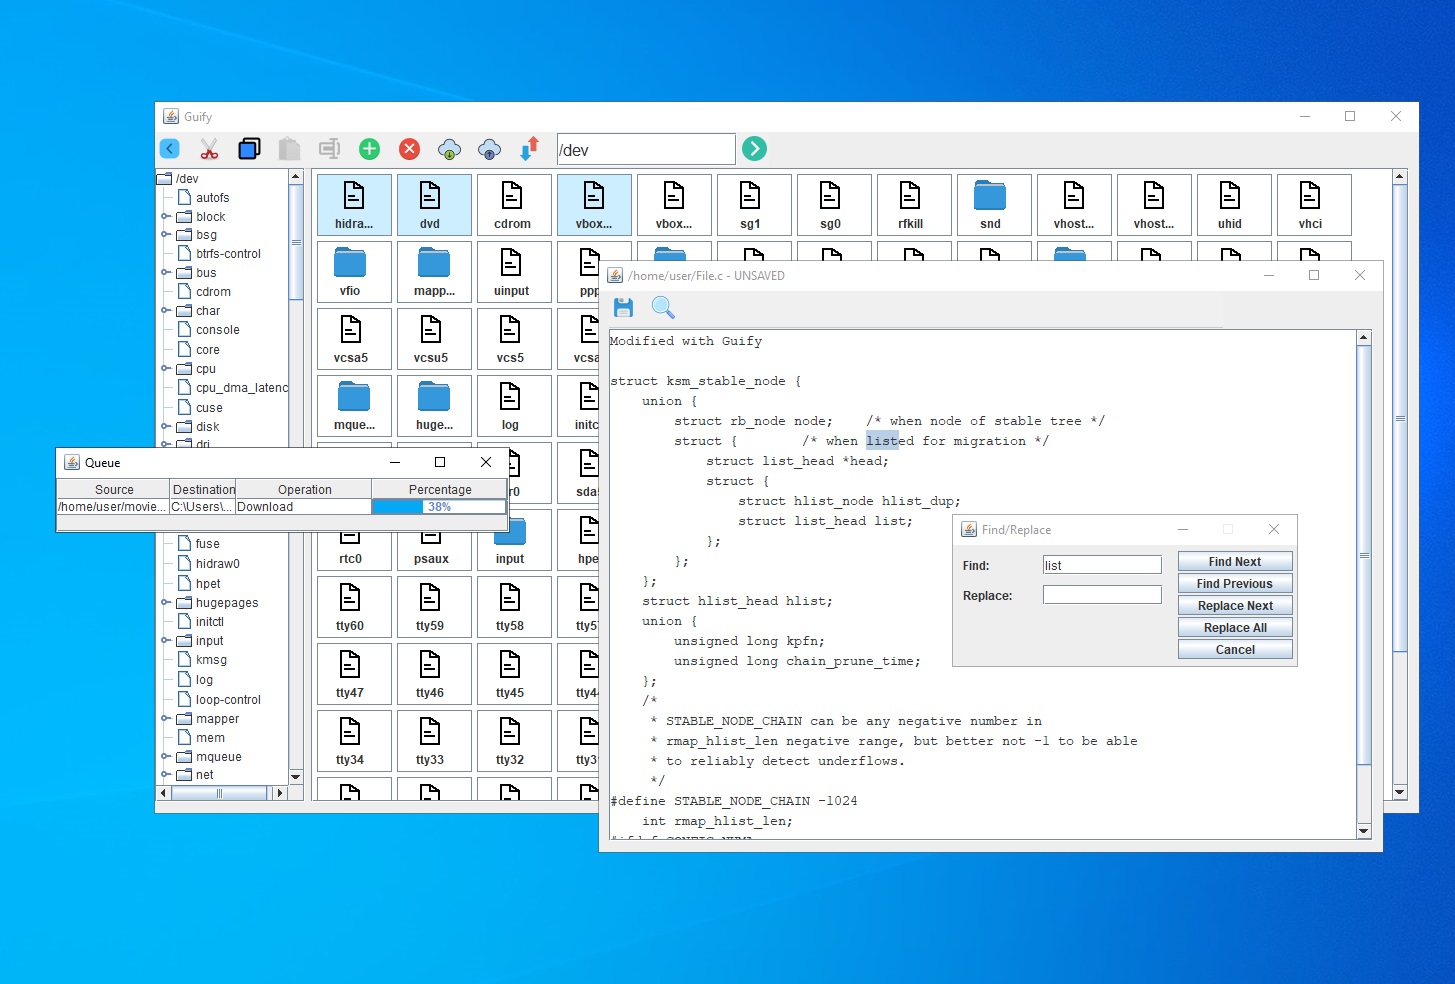 Guify
/dev
/dev
autofs
block
bsg
btrfs-control
bus
cdrom
char
console
core
cpu
cpu_dma_latenc
cuse
disk
dri
fuse
hidraw0
hpet
hugepages
initctl
input
kmsg
log
loop-control
mapper
mem
mqueue
net
hidra... dvd cdrom vbox... vbox... sg1 sg0 rfkill snd vhost... vhost... uhid vhci
vfio mapp... uinput ppp
vcsa5 vcsu5 vcs5 vcsa
mque... huge... log initc
r0 sda
rtc0 psaux input hpe
tty60 tty59 tty58 tty5
tty47 tty46 tty45 tty4
tty34 tty33 tty32 tty3
Queue
Source Destination Operation Percentage
/home/user/movie... C:\Users\... Download 38%
/home/user/File.c - UNSAVED
Modified with Guify
struct ksm_stable_node {
union {
struct rb_node node; /* when node of stable tree */
struct { /* when listed for migration */
struct list_head *head;
struct {
struct hlist_node hlist_dup;
struct list_head list;
};
};
};
struct hlist_head hlist;
union {
unsigned long kpfn;
unsigned long chain_prune_time;
};
/*
* STABLE_NODE_CHAIN can be any negative number in
* rmap_hlist_len negative range, but better not -1 to be able
* to reliably detect underflows.
*/
#define STABLE_NODE_CHAIN -1024
int rmap_hlist_len;
Find/Replace
Find: list
Replace:
Find Next
Find Previous
Replace Next
Replace All
Cancel